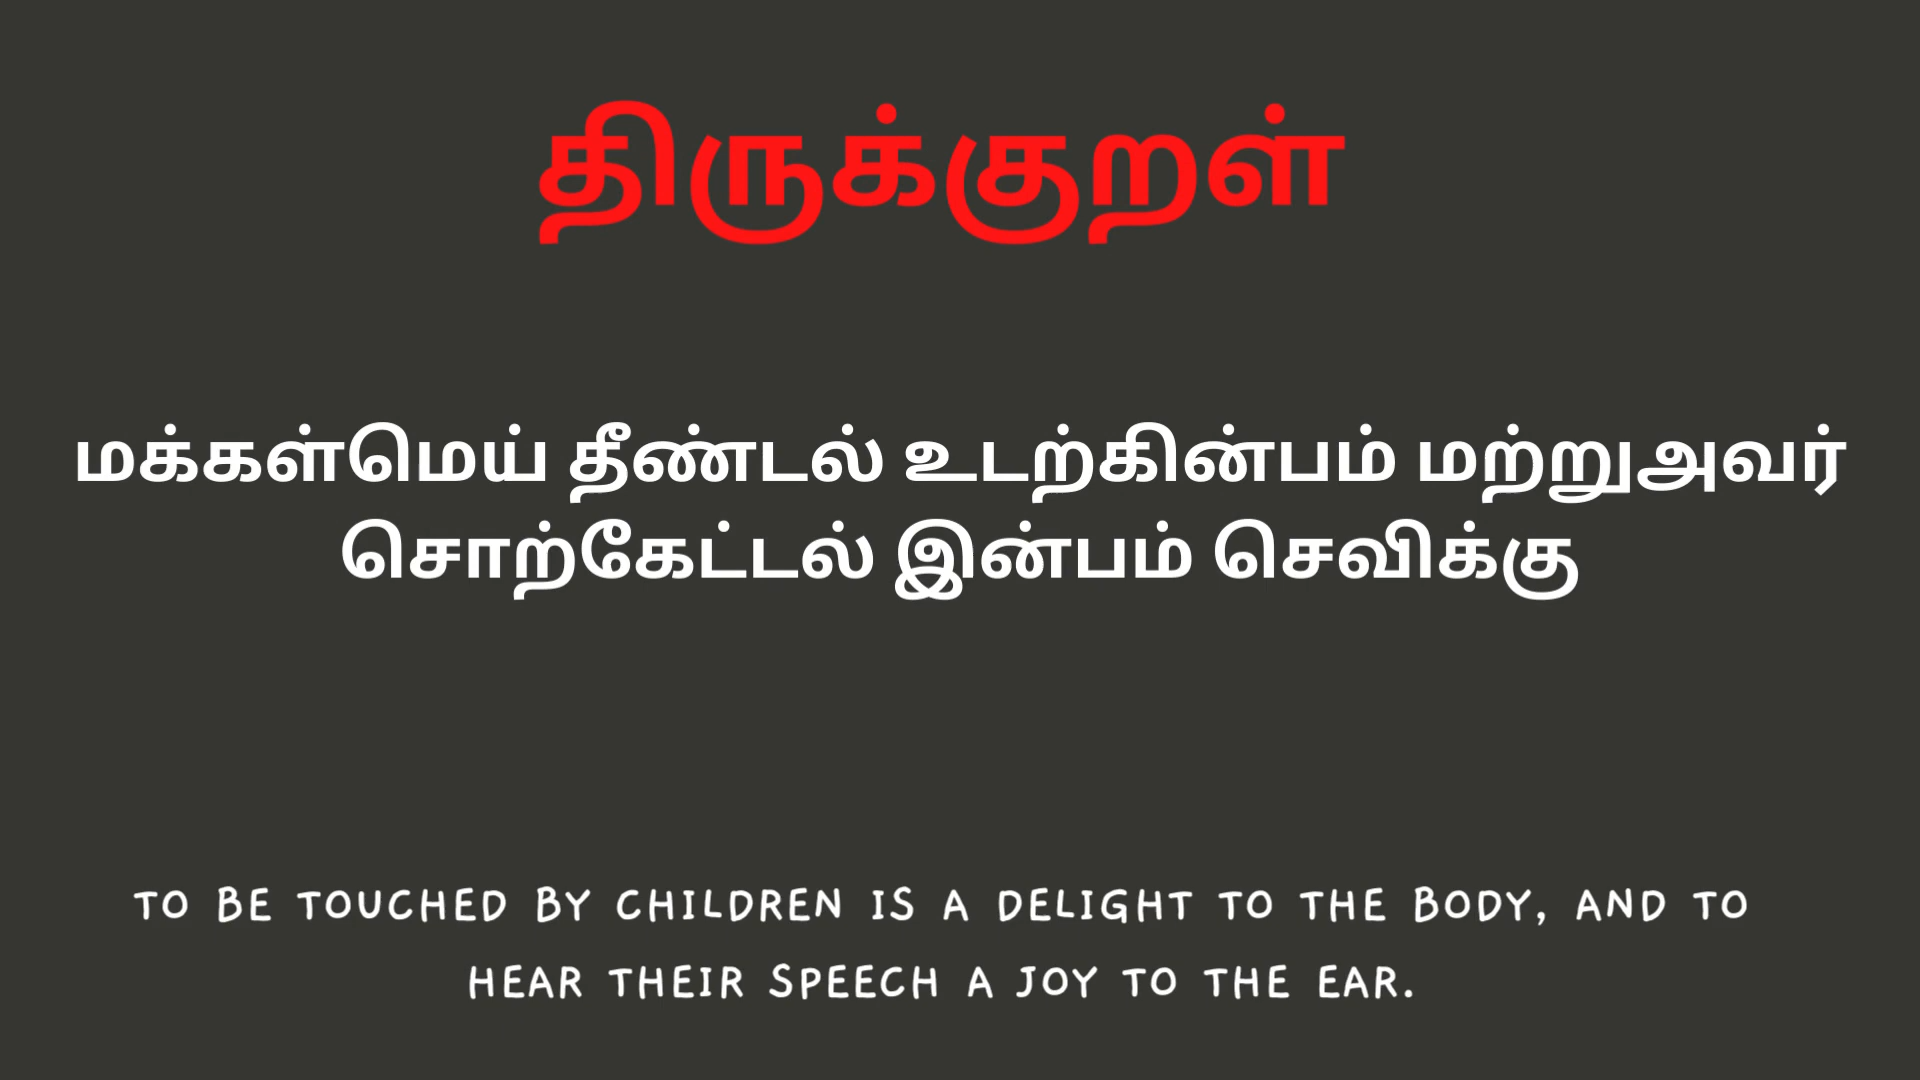 திருக்குறள்
மக்கள்மெய் தீண்டல் உடற்கின்பம் மற்றுஅவர்
சொற்கேட்டல் இன்பம் செவிக்கு
TO BE TOUCHED BY CHILDREN IS A DELIGHT TO THE BODY, AND TO
HEAR THEIR SPEECH A JOY TO THE EAR.